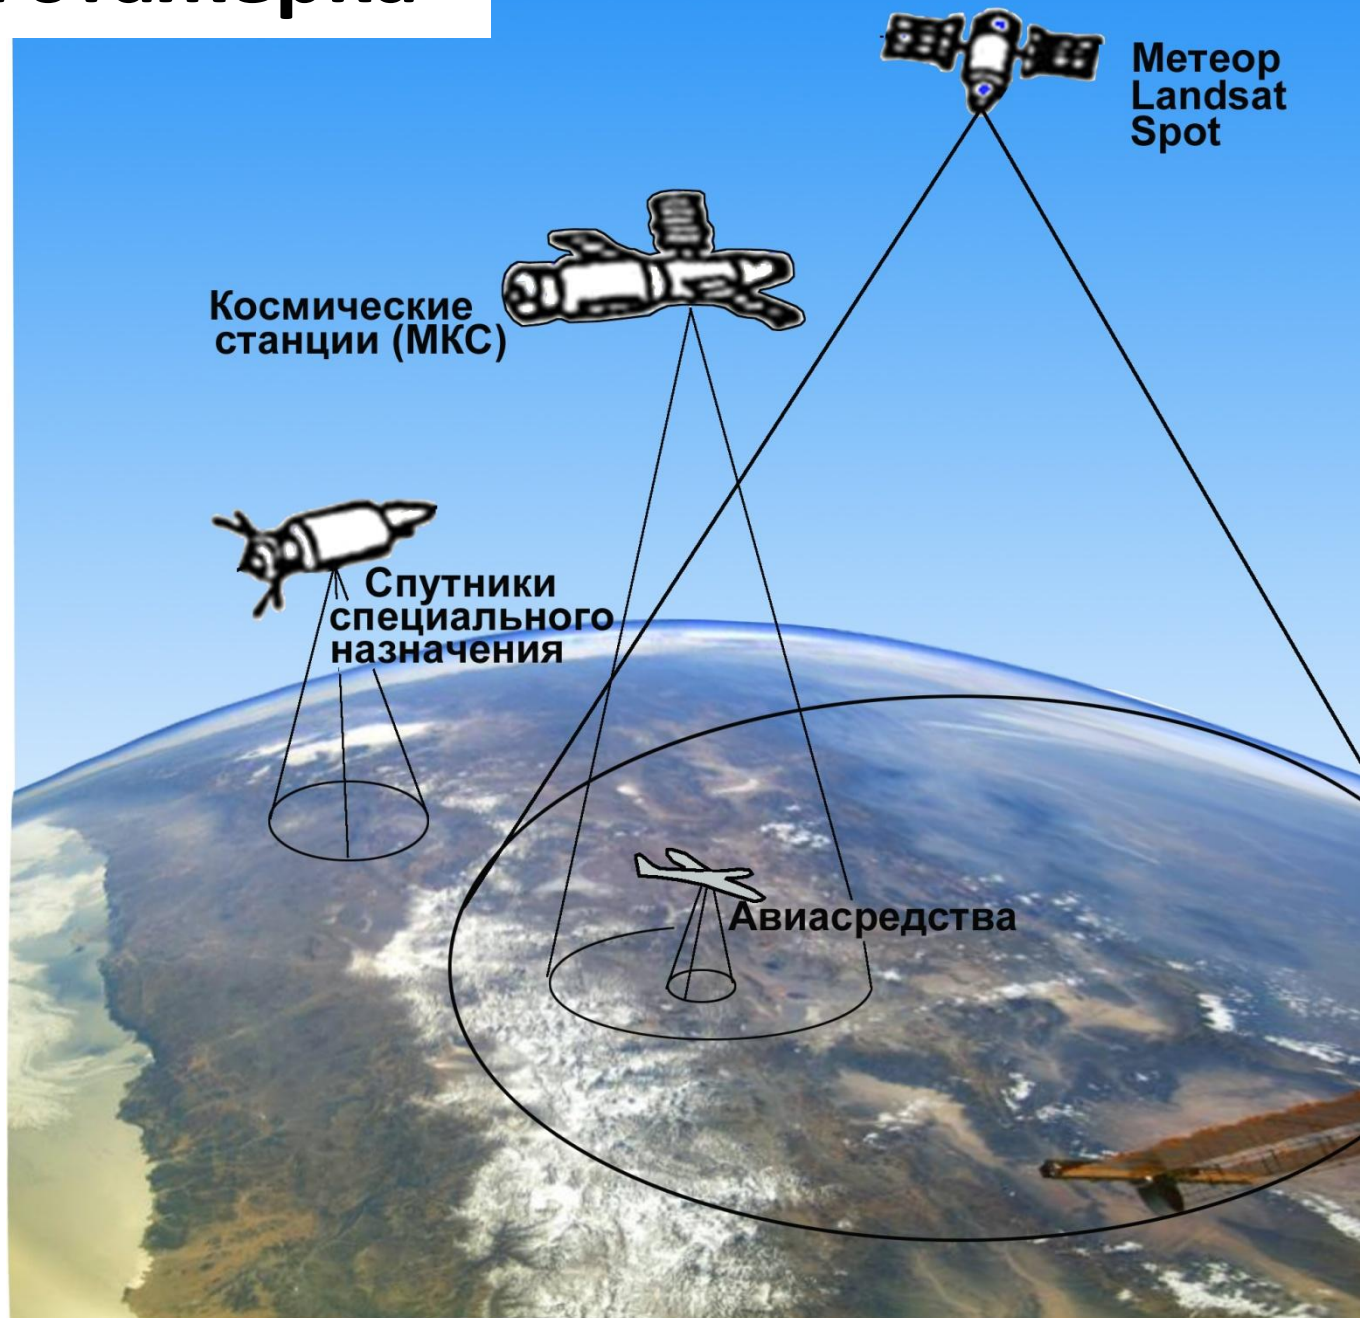 Метеор
Landsat
Spot
Космические
станции (МКС)
Спутники
специального
назначения
Авиасредства